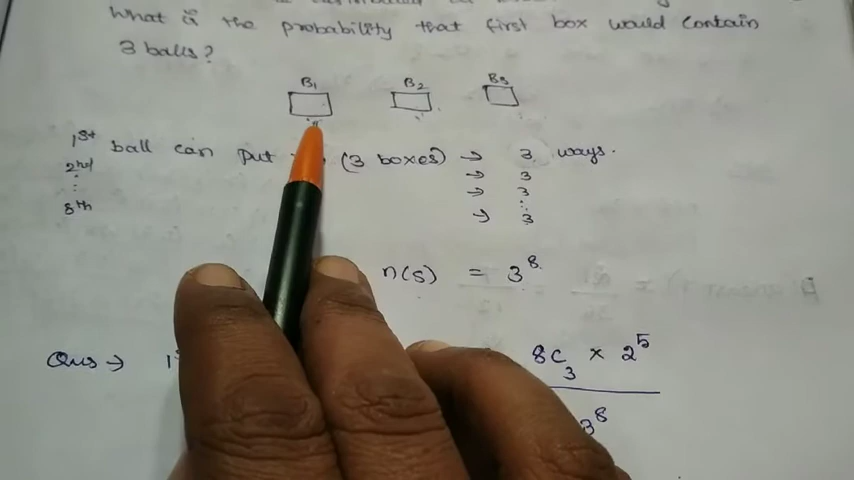 What is the probability that first box would contain
3 balls?
B1 B2 B3
1st ball can put (3 boxes) → 3 ways.
2nd → 3
: → 3
8th → 3
n(s) = 3^8
Ans → 8C3 × 2^5
3^8